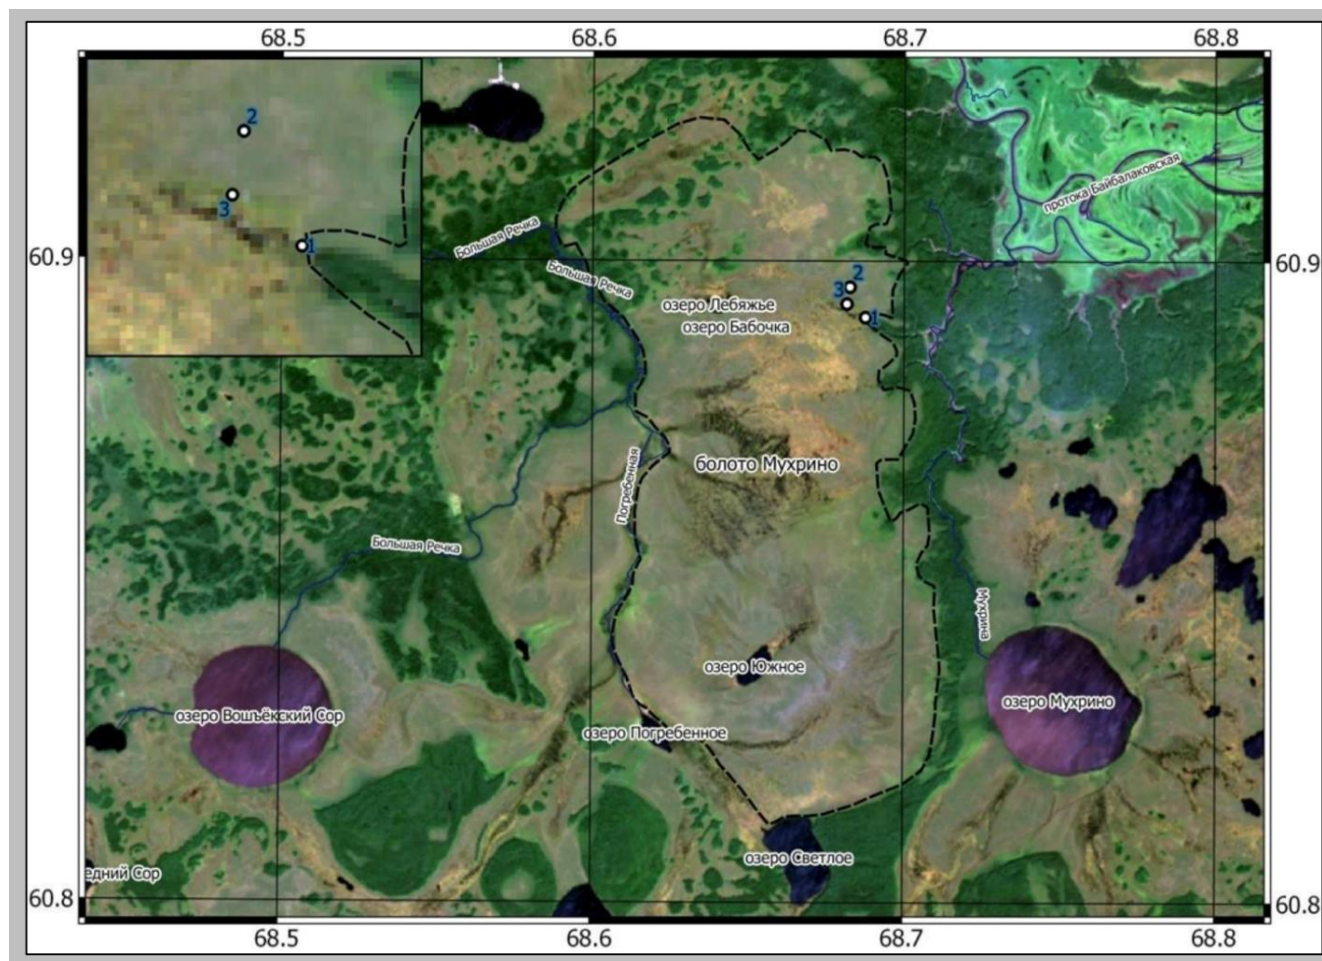 68.5
68.6
68.7
68.8
2
3
1
протока Байбалаковская
Большая Речка
60.9
60.9
Большая Речка
2
3
озеро Лебяжье
1
озеро Бабочка
болото Мухрино
Погребенная
Большая Речка
Мухрина
озеро Южное
озеро Мухрино
озеро Вошъёкский Сор
озеро Погребенное
озеро Светлое
едний Сор
60.8
60.8
68.5
68.6
68.7
68.8